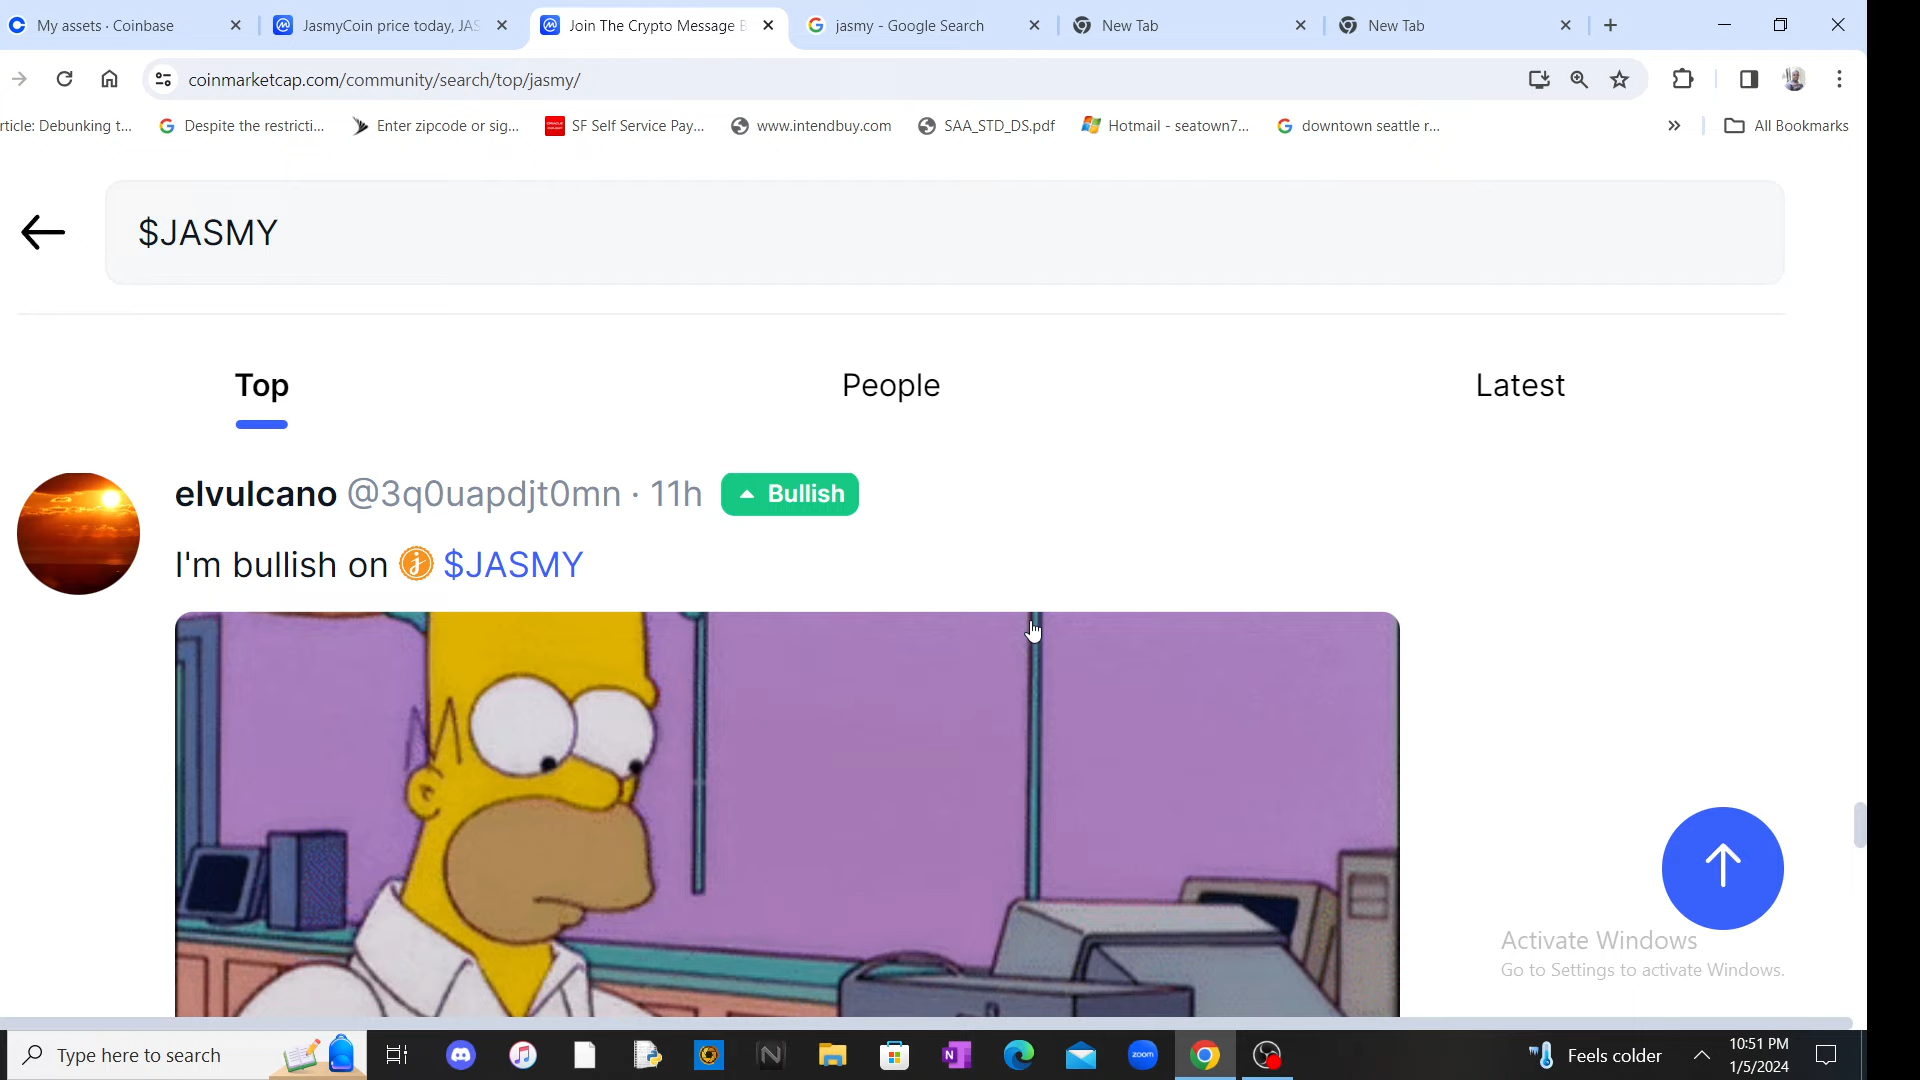 My assets · Coinbase
JasmyCoin price today, JAS
Join The Crypto Message B
jasmy - Google Search
New Tab
New Tab
coinmarketcap.com/community/search/top/jasmy/
rticle: Debunking t...
Despite the restricti...
Enter zipcode or sig...
SF Self Service Pay...
www.intendbuy.com
SAA_STD_DS.pdf
Hotmail - seatown7...
downtown seattle r...
All Bookmarks
$JASMY
Top
People
Latest
elvulcano @3q0uapdjt0mn · 11h
Bullish
I'm bullish on $JASMY
Activate Windows
Go to Settings to activate Windows.
Type here to search
zoom
Feels colder
10:51 PM
1/5/2024